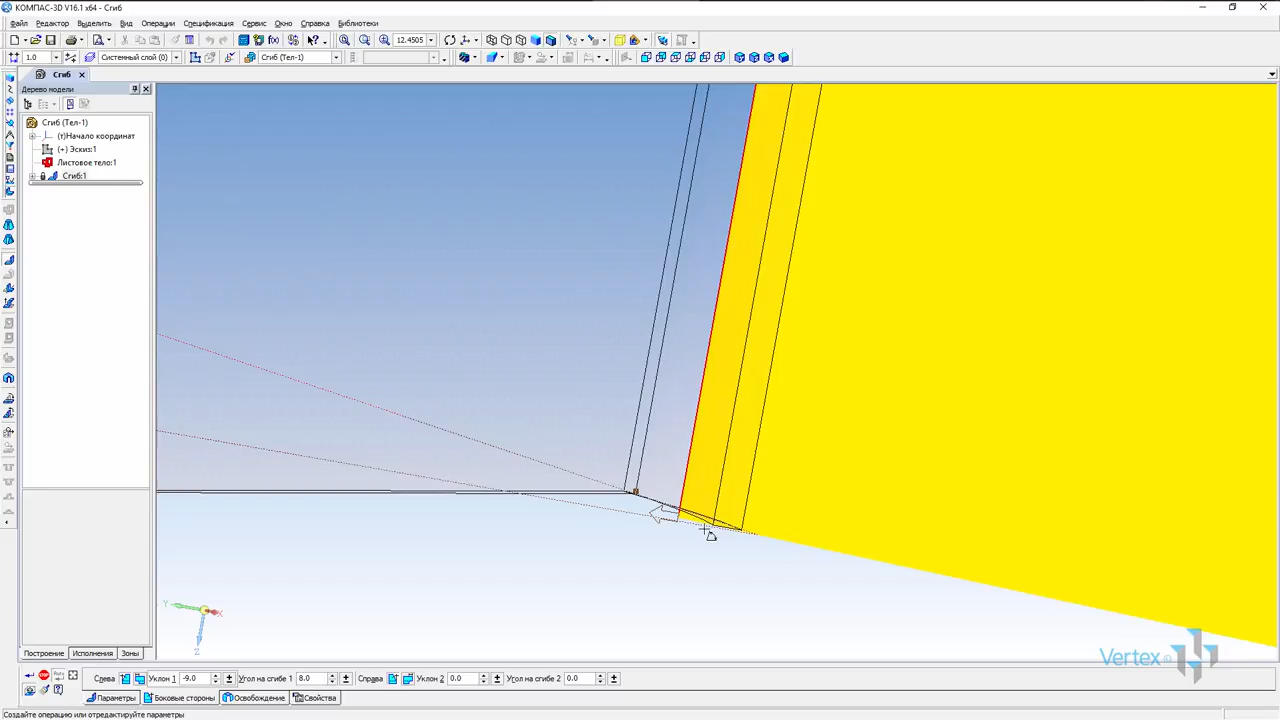 КОМПАС-3D V16.1 x64 - Сгиб
Файл Редактор Выделить Вид Операции Спецификация Сервис Окно Справка Библиотеки
12.4505
1.0 Системный слой (0) Сгиб (Тел-1)
Сгиб
Дерево модели
Сгиб (Тел-1)
(т)Начало координат
(+) Эскиз:1
Листовое тело:1
Сгиб:1
Y X
Z
Vertex
Построение Исполнения Зоны
Слева Уклон 1 -9.0 Угол на сгибе 1 8.0 Справа Уклон 2 0.0 Угол на сгибе 2 0.0
Параметры Боковые стороны Освобождение Свойства
Создайте операцию или отредактируйте параметры